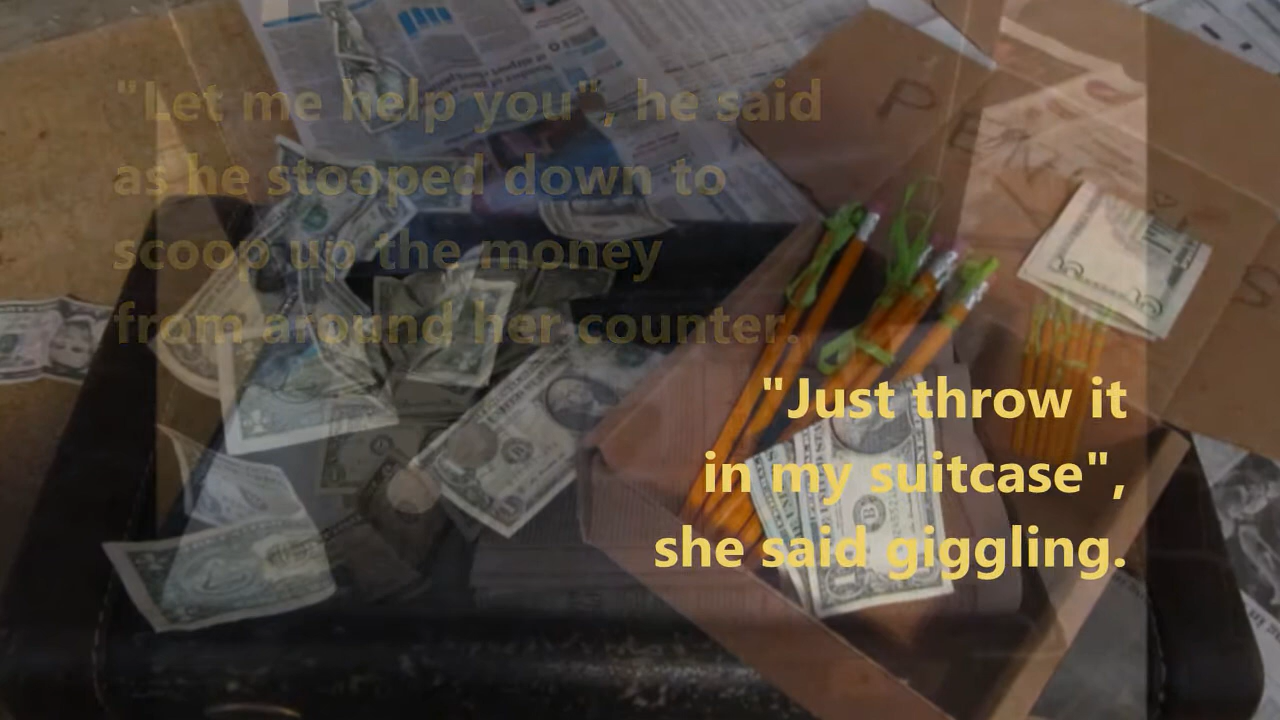 "Let me help you", he said
as he stooped down to
scoop up the money
from around her counter.
"Just throw it
in my suitcase",
she said giggling.